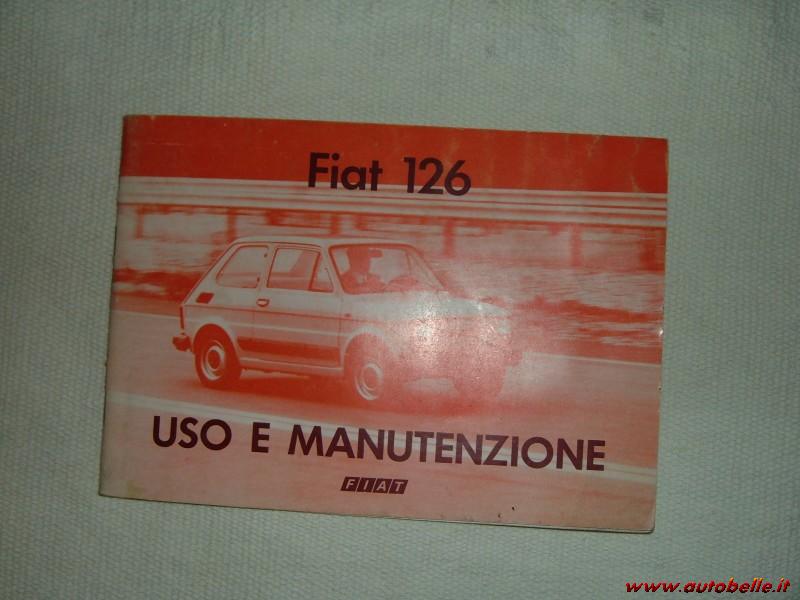 Fiat 126
USO E MANUTENZIONE
FIAT
www.autobelle.it